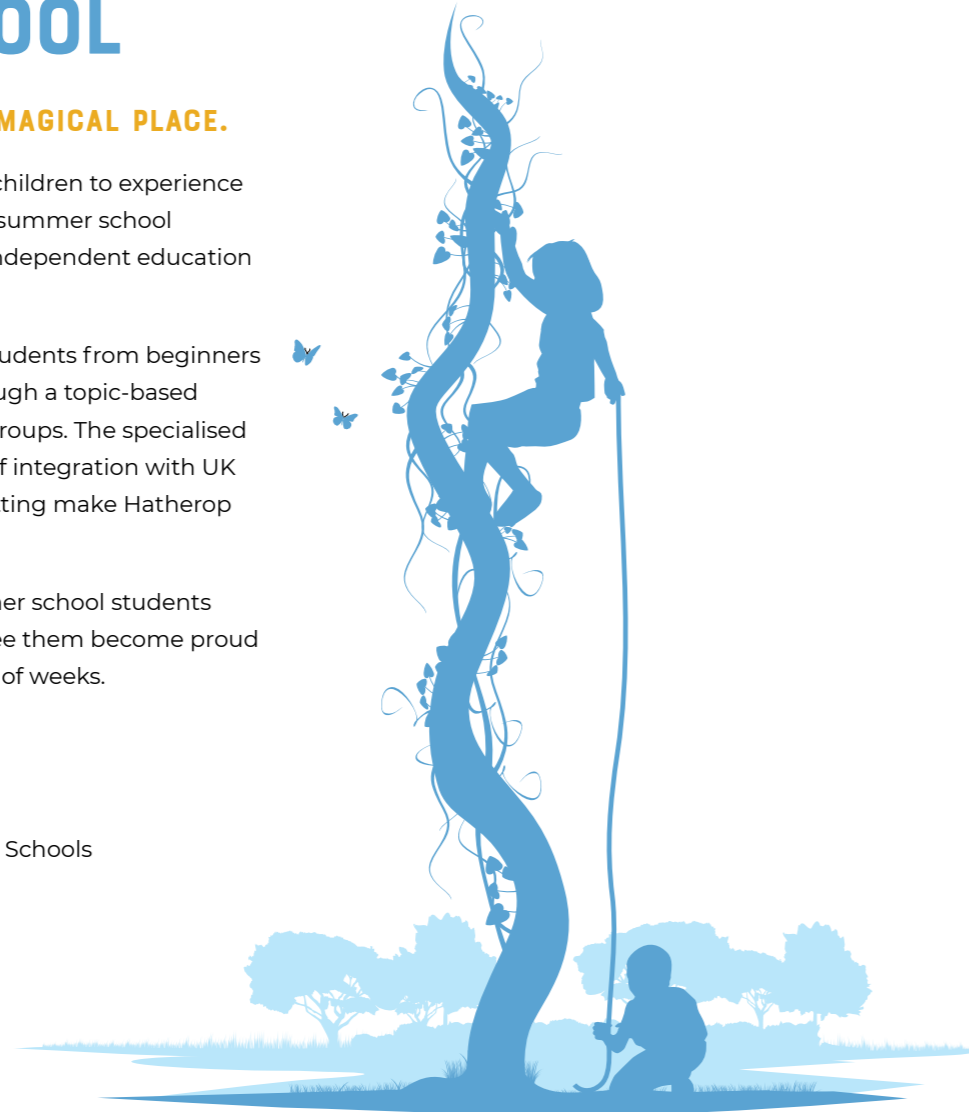 OOL
MAGICAL PLACE.
children to experience
summer school
ndependent education
udents from beginners
ugh a topic-based
roups. The specialised
f integration with UK
ting make Hatherop
er school students
ee them become proud
of weeks.
Schools